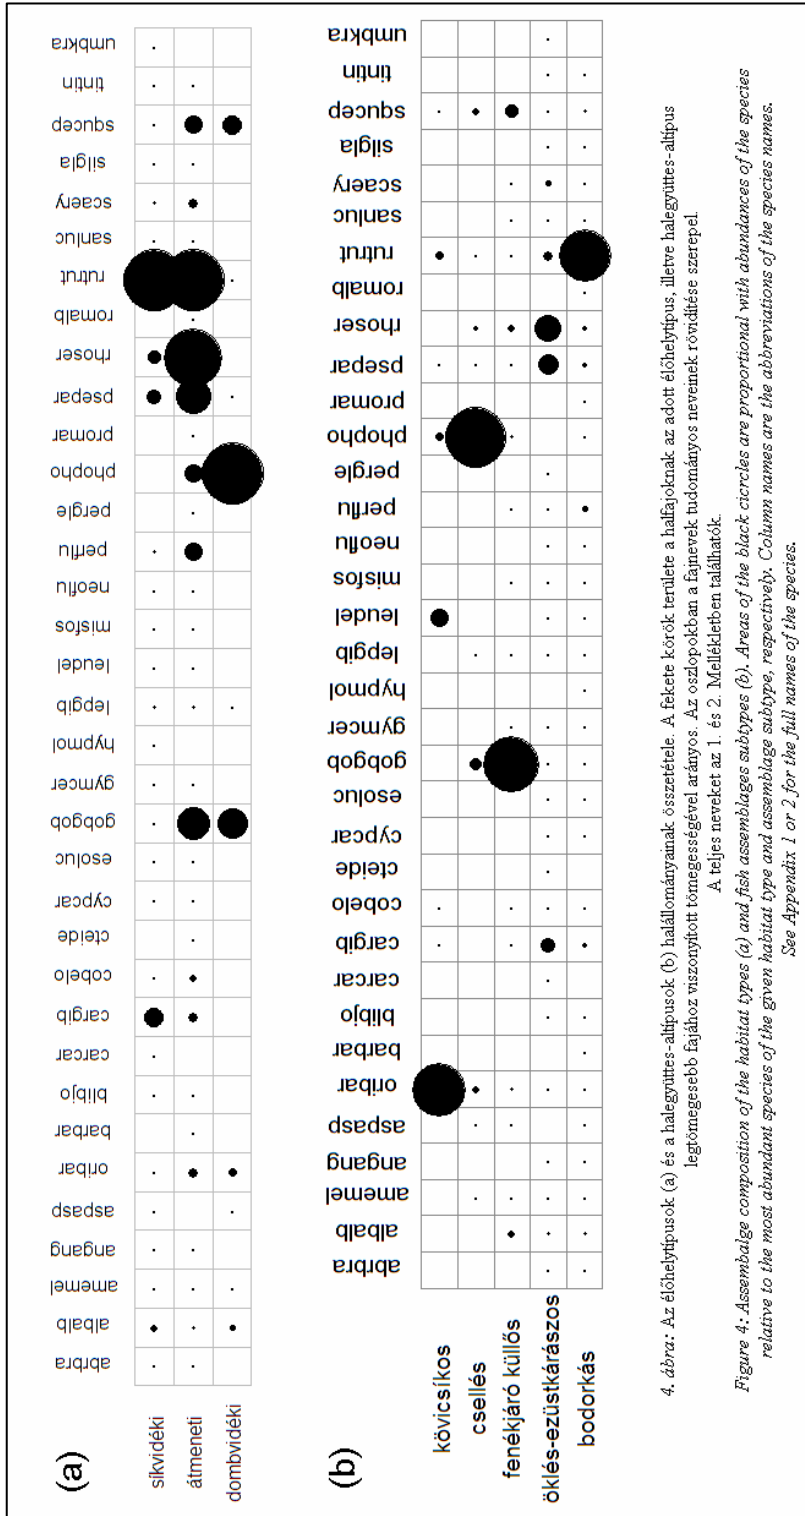 (a)
umbkra
tintin
squcep
silgla
scaery
sanluc
rutrut
romalb
rhoser
psepar
promar
phopho
pergle
perflu
neoflu
misfos
leudel
lepgib
hypmol
gymcer
gobgob
esoluc
cypcar
cteide
cobelo
cargib
carcar
blibjo
barbar
oribar
aspasp
angang
amemel
albalb
abrbra
síkvidéki
átmeneti
dombvidéki
(b)
umbkra
tintin
squcep
silgla
scaery
sanluc
rutrut
romalb
rhoser
psepar
promar
phopho
pergle
perflu
neoflu
misfos
leudel
lepgib
hypmol
gymcer
gobgob
esoluc
cypcar
cteide
cobelo
cargib
carcar
blibjo
barbar
oribar
aspasp
angang
amemel
albalb
abrbra
kövicsíkos
csellés
fenékjáró küllős
öklés-ezüstkárászos
bodorkás
4. ábra: Az élőhelytípusok (a) és a halegyüttes-altípusok (b) halállományainak összetétele. A fekete körök területe a halfajoknak az adott élőhelytípus, illetve halegyüttes-altípus
legtömegesebb fajához viszonyított tömegességével arányos. Az oszlopokban a fajnevek tudományos neveinek rövidítése szerepel.
A teljes neveket az 1. és 2. Mellékletben találhatók.
Figure 4: Assembalge composition of the habitat types (a) and fish assemblages subtypes (b). Areas of the black cicrcles are proportional with abundances of the species
relative to the most abundant species of the given habitat type and assemblage subtype, respectively. Column names are the abbreviations of the species names.
See Appendix 1 or 2 for the full names of the species.